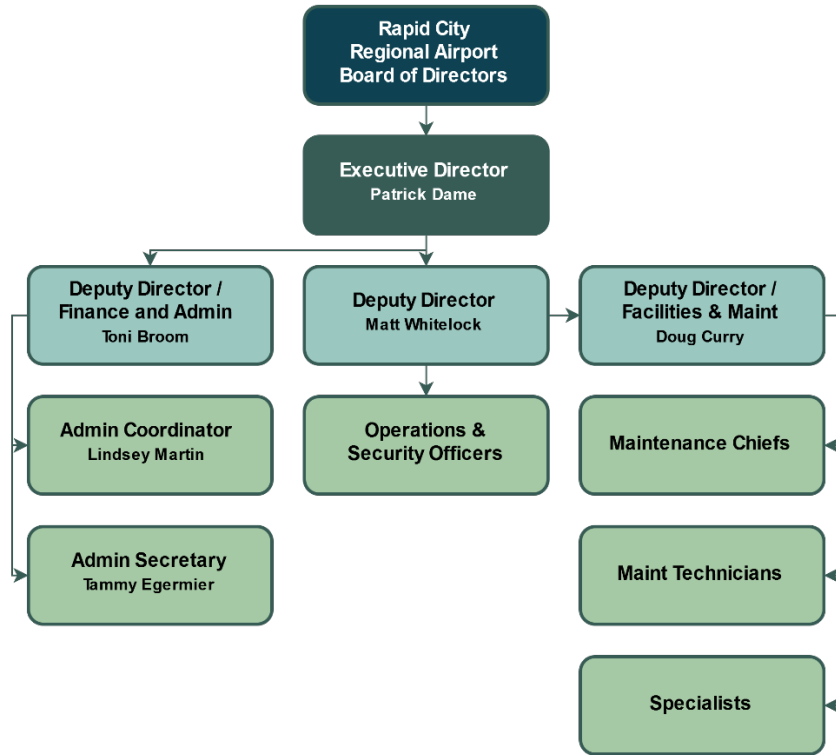 Rapid City
Regional Airport
Board of Directors
Executive Director
Patrick Dame
Deputy Director /
Finance and Admin
Toni Broom
Deputy Director
Matt Whitelock
Deputy Director /
Facilities & Maint
Doug Curry
Admin Coordinator
Lindsey Martin
Operations &
Security Officers
Maintenance Chiefs
Admin Secretary
Tammy Egermier
Maint Technicians
Specialists